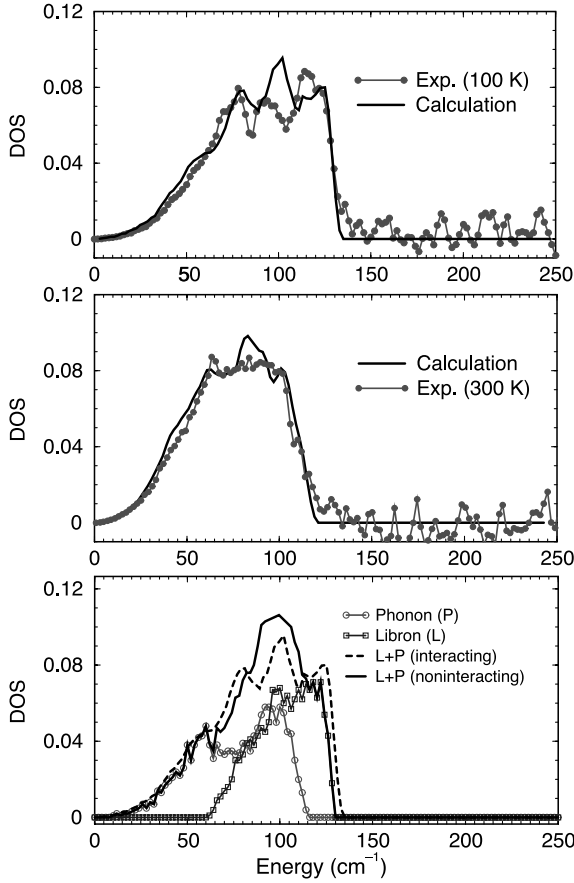 0.12
0.08
0.04
0
DOS
Exp. (100 K)
Calculation
0 50 100 150 200 250
0.12
0.08
0.04
0
DOS
Calculation
Exp. (300 K)
0 50 100 150 200 250
0.12
0.08
0.04
0
DOS
Phonon (P)
Libron (L)
L+P (interacting)
L+P (noninteracting)
0 50 100 150 200 250
Energy (cm⁻¹)